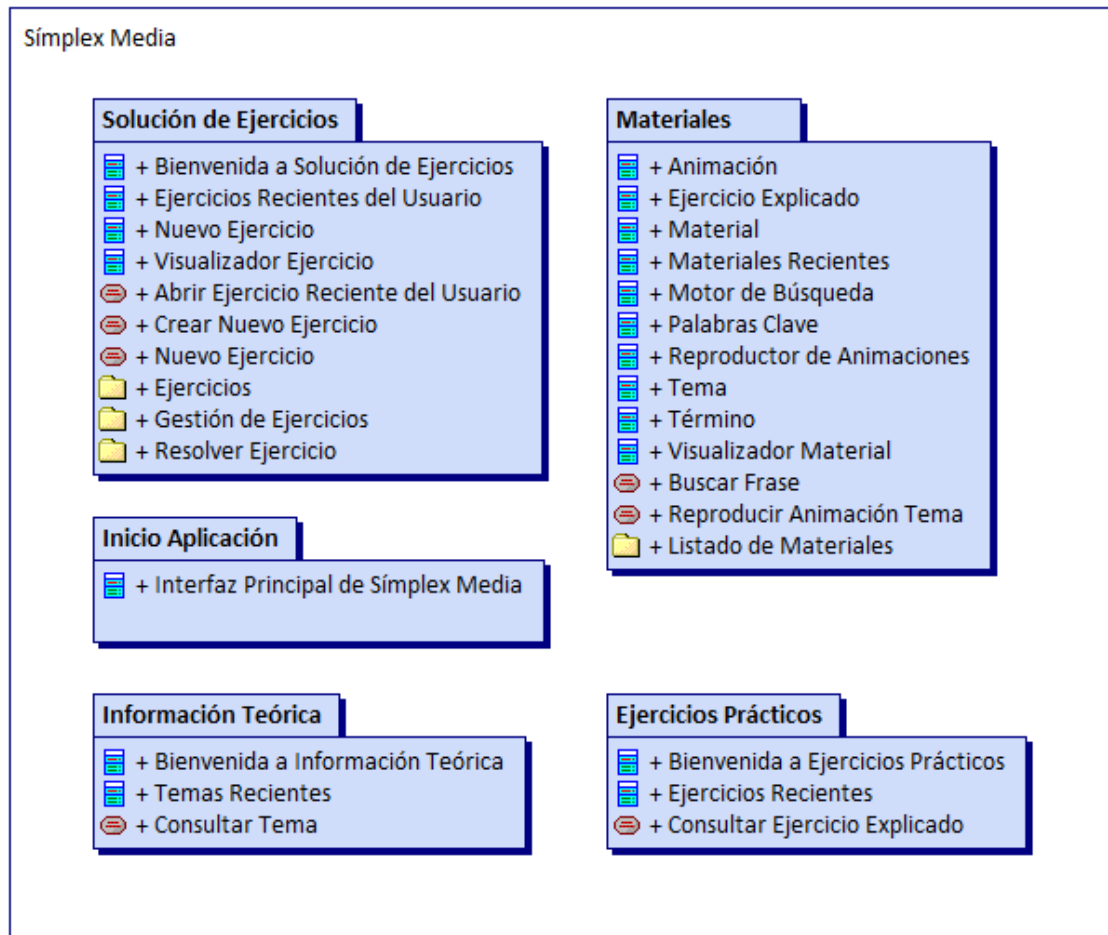 Símplex Media
Solución de Ejercicios
+ Bienvenida a Solución de Ejercicios
+ Ejercicios Recientes del Usuario
+ Nuevo Ejercicio
+ Visualizador Ejercicio
+ Abrir Ejercicio Reciente del Usuario
+ Crear Nuevo Ejercicio
+ Nuevo Ejercicio
+ Ejercicios
+ Gestión de Ejercicios
+ Resolver Ejercicio
Materiales
+ Animación
+ Ejercicio Explicado
+ Material
+ Materiales Recientes
+ Motor de Búsqueda
+ Palabras Clave
+ Reproductor de Animaciones
+ Tema
+ Término
+ Visualizador Material
+ Buscar Frase
+ Reproducir Animación Tema
+ Listado de Materiales
Inicio Aplicación
+ Interfaz Principal de Símplex Media
Información Teórica
+ Bienvenida a Información Teórica
+ Temas Recientes
+ Consultar Tema
Ejercicios Prácticos
+ Bienvenida a Ejercicios Prácticos
+ Ejercicios Recientes
+ Consultar Ejercicio Explicado